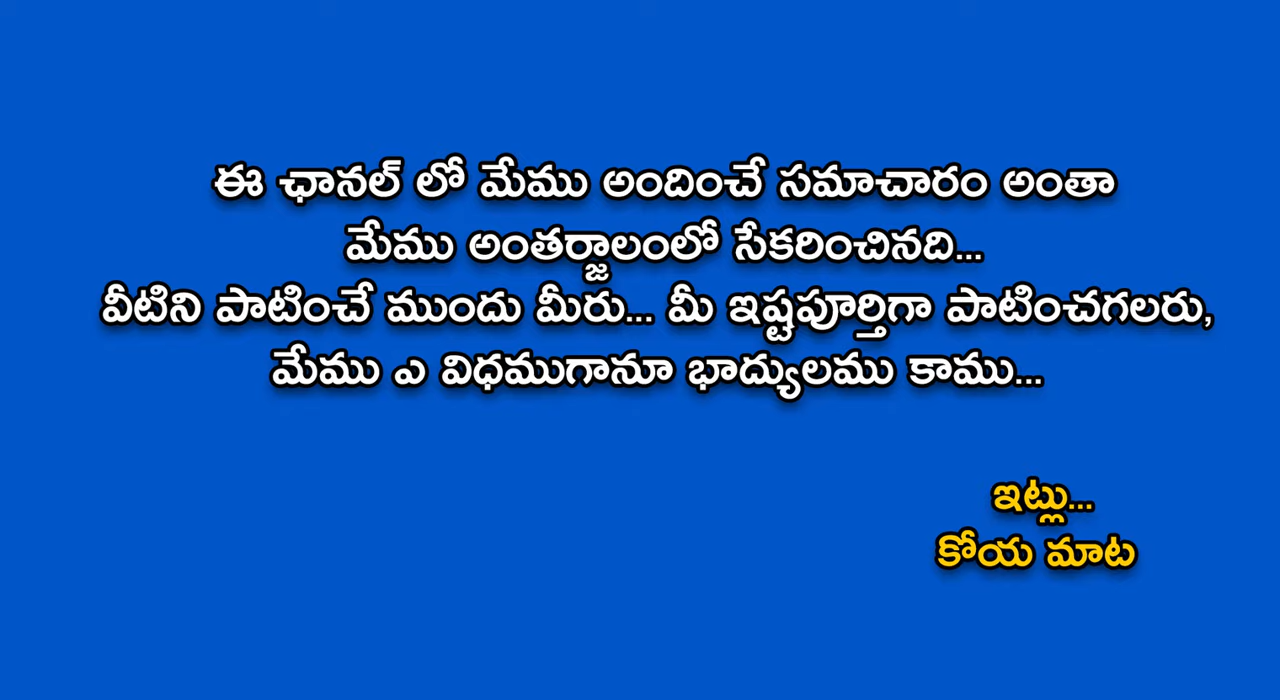 ఈ ఛానల్ లో మేము అందించే సమాచారం అంతా
మేము అంతర్జాలంలో సేకరించినది...
వీటిని పాటించే ముందు మీరు... మీ ఇష్టపూర్తిగా పాటించగలరు,
మేము ఎ విధముగానూ భాద్యులము కాము...
ఇట్లు...
కోయ మాట